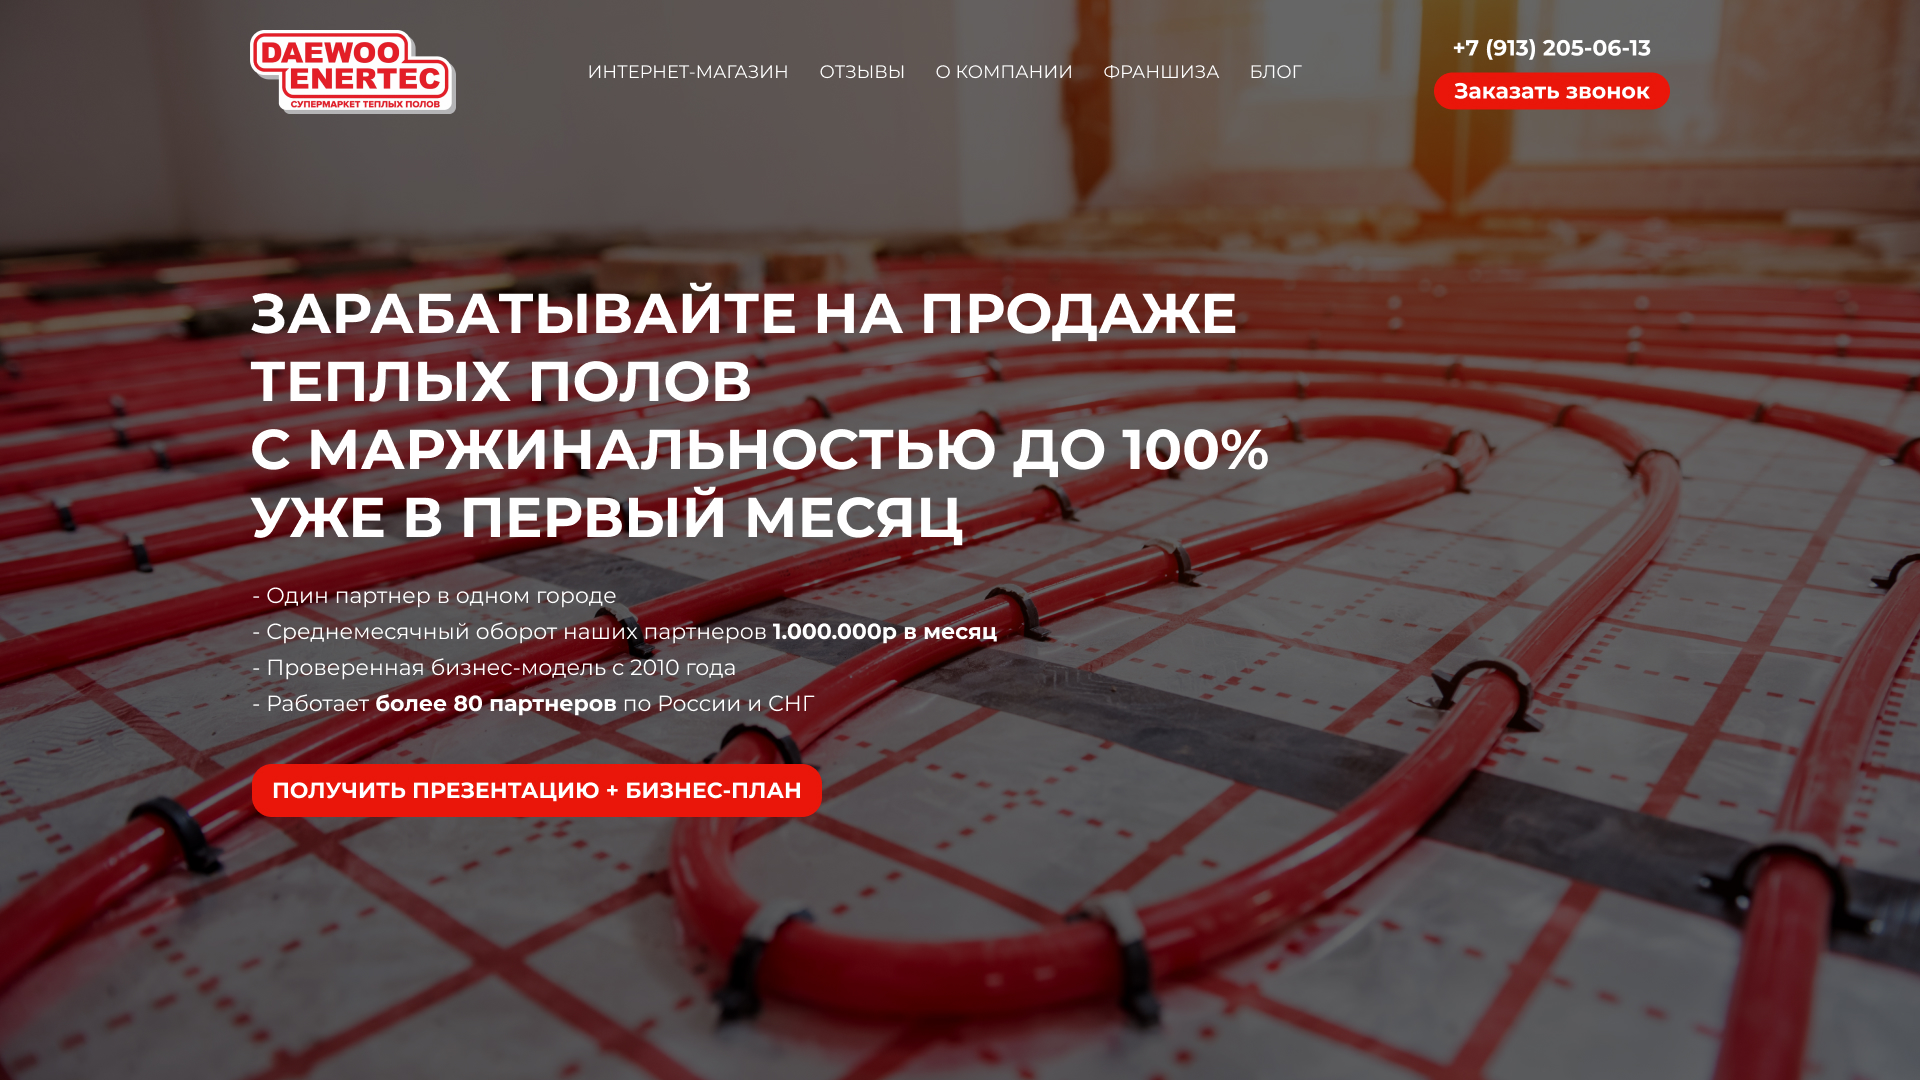 DAEWOO
ENERTEC
СУПЕРМАРКЕТ ТЕПЛЫХ ПОЛОВ
ИНТЕРНЕТ-МАГАЗИН ОТЗЫВЫ О КОМПАНИИ ФРАНШИЗА БЛОГ
+7 (913) 205-06-13
Заказать звонок
ЗАРАБАТЫВАЙТЕ НА ПРОДАЖЕ
ТЕПЛЫХ ПОЛОВ
С МАРЖИНАЛЬНОСТЬЮ ДО 100%
УЖЕ В ПЕРВЫЙ МЕСЯЦ
- Один партнер в одном городе
- Среднемесячный оборот наших партнеров 1.000.000р в месяц
- Проверенная бизнес-модель с 2010 года
- Работает более 80 партнеров по России и СНГ
ПОЛУЧИТЬ ПРЕЗЕНТАЦИЮ + БИЗНЕС-ПЛАН